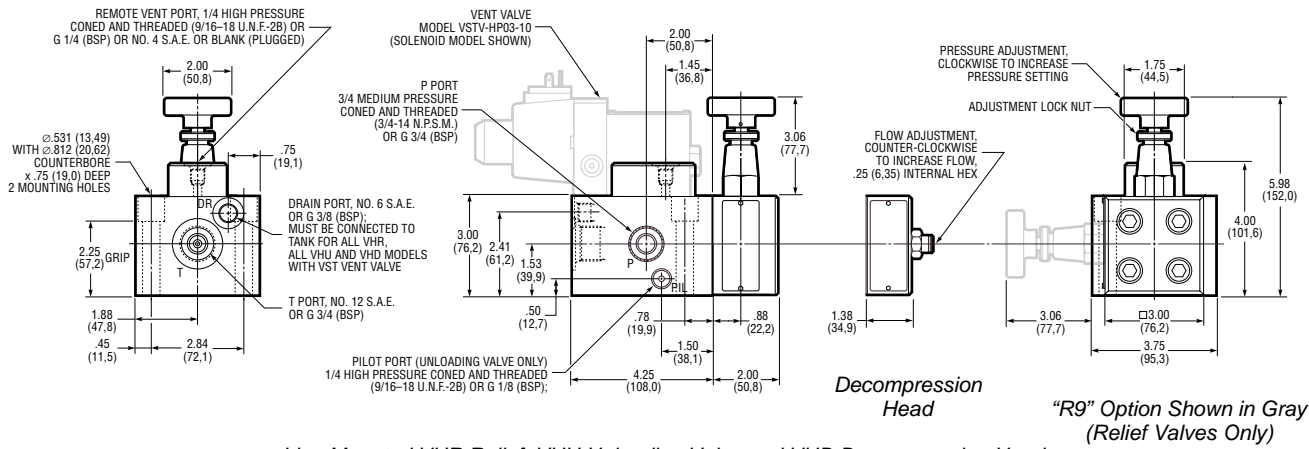 REMOTE VENT PORT, 1/4 HIGH PRESSURE
CONED AND THREADED (9/16–18 U.N.F.-2B) OR
G 1/4 (BSP) OR NO. 4 S.A.E. OR BLANK (PLUGGED)
2.00
(50,8)
∅.531 (13,49)
WITH ∅.812 (20,62)
COUNTERBORE
x .75 (19,0) DEEP
2 MOUNTING HOLES
.75
(19,1)
DR
T
2.25
(57,2)
GRIP
DRAIN PORT, NO. 6 S.A.E.
OR G 3/8 (BSP);
MUST BE CONNECTED TO
TANK FOR ALL VHR,
ALL VHU AND VHD MODELS
WITH VST VENT VALVE
T PORT, NO. 12 S.A.E.
OR G 3/4 (BSP)
1.88
(47,8)
.45
(11,5)
2.84
(72,1)
VENT VALVE
MODEL VSTV-HP03-10
(SOLENOID MODEL SHOWN)
P PORT
3/4 MEDIUM PRESSURE
CONED AND THREADED
(3/4-14 N.P.S.M.)
OR G 3/4 (BSP)
2.00
(50,8)
1.45
(36,8)
3.06
(77,7)
3.00
(76,2)
2.41
(61,2)
1.53
(39,9)
.50
(12,7)
P
PIL
.78
(19,9)
.88
(22,2)
1.50
(38,1)
4.25
(108,0)
2.00
(50,8)
PILOT PORT (UNLOADING VALVE ONLY)
1/4 HIGH PRESSURE CONED AND THREADED
(9/16–18 U.N.F.-2B) OR G 1/8 (BSP);
FLOW ADJUSTMENT,
COUNTER-CLOCKWISE
TO INCREASE FLOW,
.25 (6,35) INTERNAL HEX
1.38
(34,9)
Decompression
Head
PRESSURE ADJUSTMENT,
CLOCKWISE TO INCREASE
PRESSURE SETTING
ADJUSTMENT LOCK NUT
1.75
(44,5)
5.98
(152,0)
4.00
(101,6)
3.06
(77,7)
□3.00
(76,2)
3.75
(95,3)
"R9" Option Shown in Gray
(Relief Valves Only)